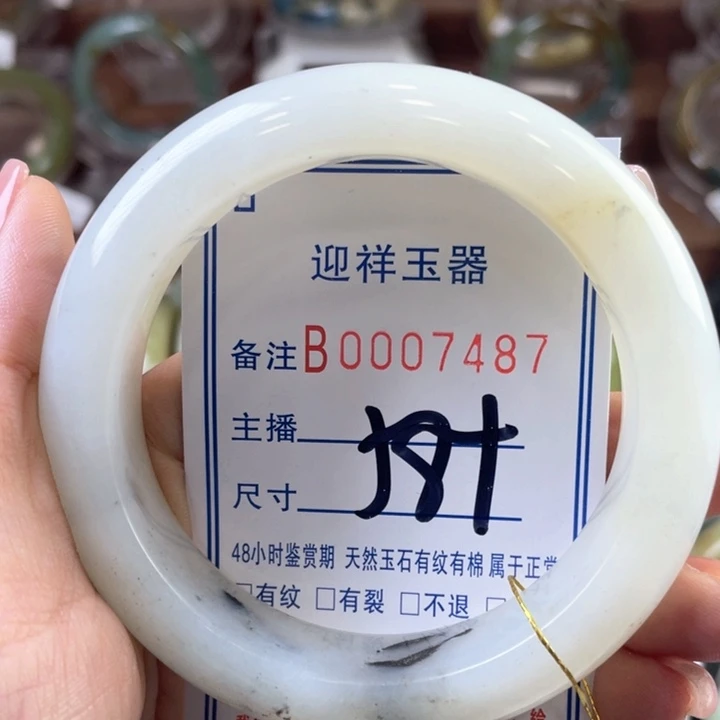 迎祥玉器
备注B0007487
主播
尺寸
48小时鉴赏期 天然玉石有纹有棉 属于正常
□有纹 □有裂 □不退 □